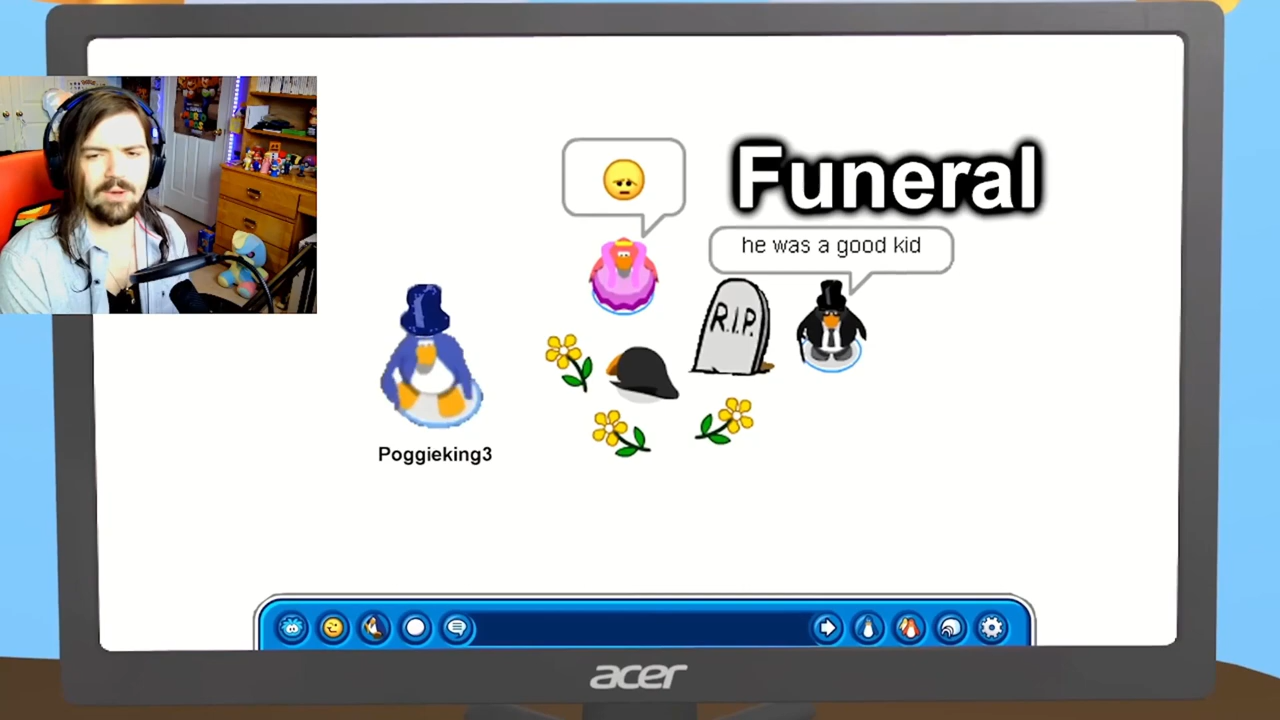 Funeral
he was a good kid
R.I.P.
Poggieking3
acer